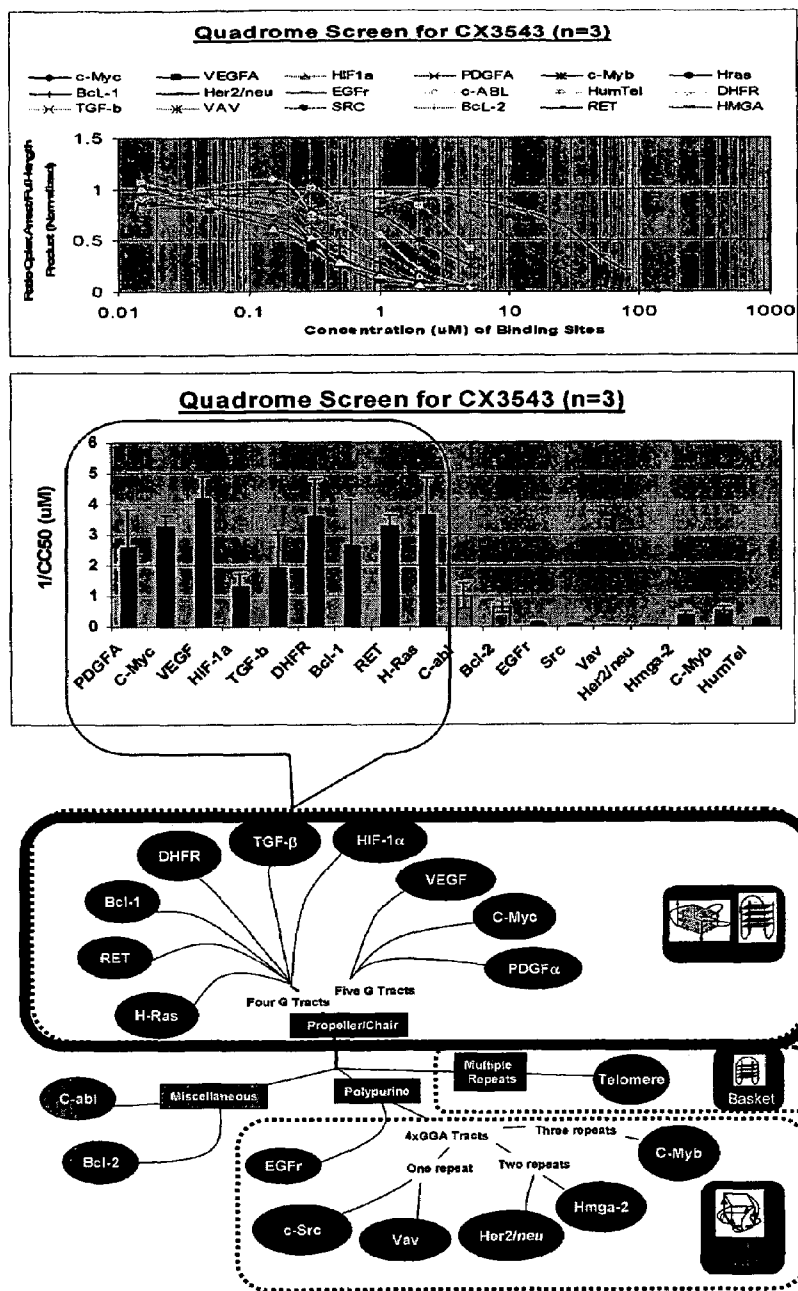 Quadrome Screen for CX3543 (n=3)
c-Myc VEGFA HIF1a PDGFA c-Myb Hras
BcL-1 Her2/neu EGFr c-ABL HumTel DHFR
TGF-b VAV SRC BcL-2 RET HMGA
Product (Normalized)
1.5
1
0.5
0
0.01 0.1 1 10 100 1000
Concentration (uM) of Binding Sites
Quadrome Screen for CX3543 (n=3)
1/CC50 (uM)
6
5
4
3
2
1
0
PDGFA C-Myc VEGF HIF-1a TGF-b DHFR Bcl-1 RET H-Ras C-abl Bcl-2 EGFr Src Vav Her2/neu Hmga-2 C-Myb HumTel
TGF-β HIF-1α
DHFR
VEGF
Bcl-1
C-Myc
RET
PDGFα
Four G Tracts Five G Tracts
H-Ras
Propeller/Chair
Multiple
Repeats
Telomere
C-abl Miscellaneous Polypurine
Basket
4xGGA Tracts Three repeats
C-Myb
Bcl-2
EGFr
One repeat Two repeats
Hmga-2
c-Src
Vav
Her2/neu